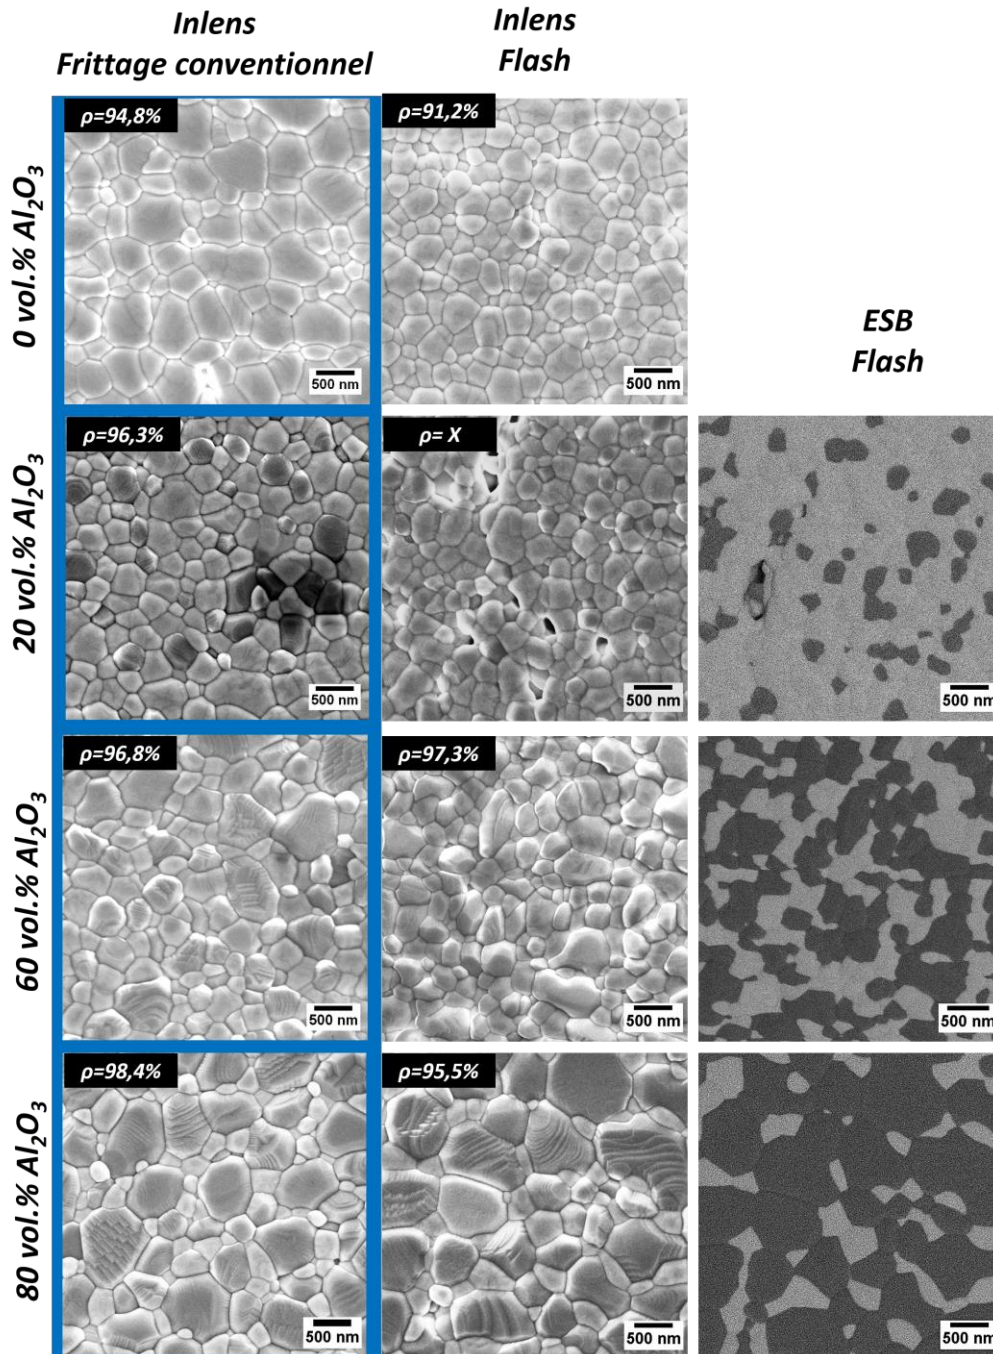 Inlens
Frittage conventionnel
Inlens
Flash
0 vol.% Al₂O₃
ρ=94,8%
500 nm
ρ=91,2%
500 nm
ESB
Flash
20 vol.% Al₂O₃
ρ=96,3%
500 nm
ρ= X
500 nm
500 nm
60 vol.% Al₂O₃
ρ=96,8%
500 nm
ρ=97,3%
500 nm
500 nm
80 vol.% Al₂O₃
ρ=98,4%
500 nm
ρ=95,5%
500 nm
500 nm